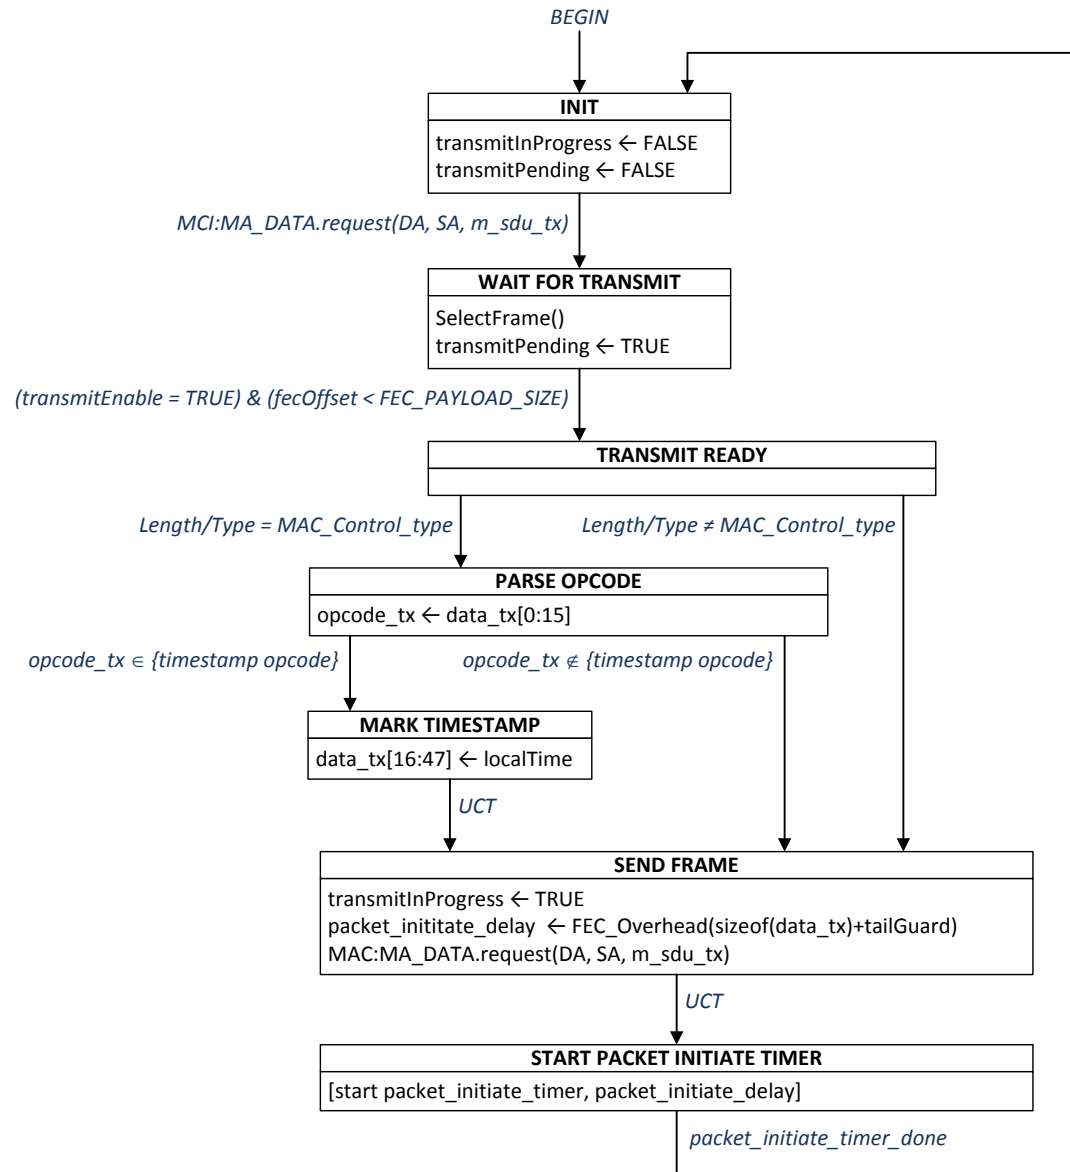 BEGIN
INIT
transmitInProgress ← FALSE
transmitPending ← FALSE
MCI:MA_DATA.request(DA, SA, m_sdu_tx)
WAIT FOR TRANSMIT
SelectFrame()
transmitPending ← TRUE
(transmitEnable = TRUE) & (fecOffset < FEC_PAYLOAD_SIZE)
TRANSMIT READY
Length/Type = MAC_Control_type
Length/Type ≠ MAC_Control_type
PARSE OPCODE
opcode_tx ← data_tx[0:15]
opcode_tx ∈ {timestamp opcode}
opcode_tx ∉ {timestamp opcode}
MARK TIMESTAMP
data_tx[16:47] ← localTime
UCT
SEND FRAME
transmitInProgress ← TRUE
packet_inititate_delay ← FEC_Overhead(sizeof(data_tx)+tailGuard)
MAC:MA_DATA.request(DA, SA, m_sdu_tx)
UCT
START PACKET INITIATE TIMER
[start packet_initiate_timer, packet_initiate_delay]
packet_initiate_timer_done